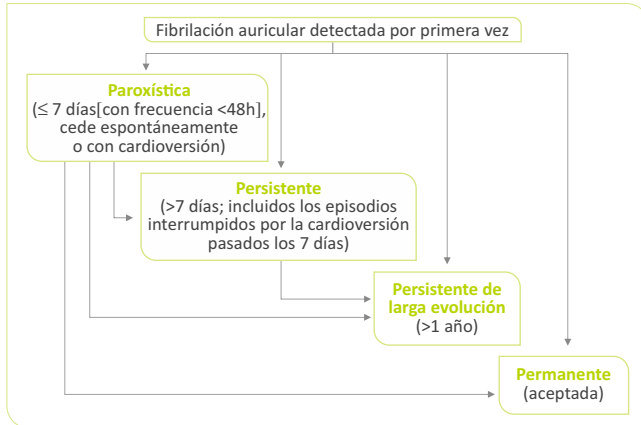 Fibrilación auricular detectada por primera vez
Paroxística
(≤ 7 días[con frecuencia <48h],
cede espontáneamente
o con cardioversión)
Persistente
(>7 días; incluidos los episodios
interrumpidos por la cardioversión
pasados los 7 días)
Persistente de
larga evolución
(>1 año)
Permanente
(aceptada)